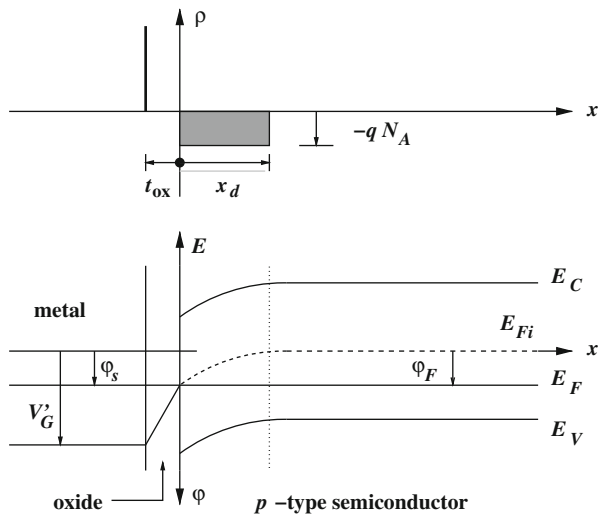 ρ
x
−q N_A
t_ox
x_d
E
E_C
metal
E_Fi
x
φ_s
φ_F
E_F
V'_G
E_V
oxide
φ
p −type semiconductor